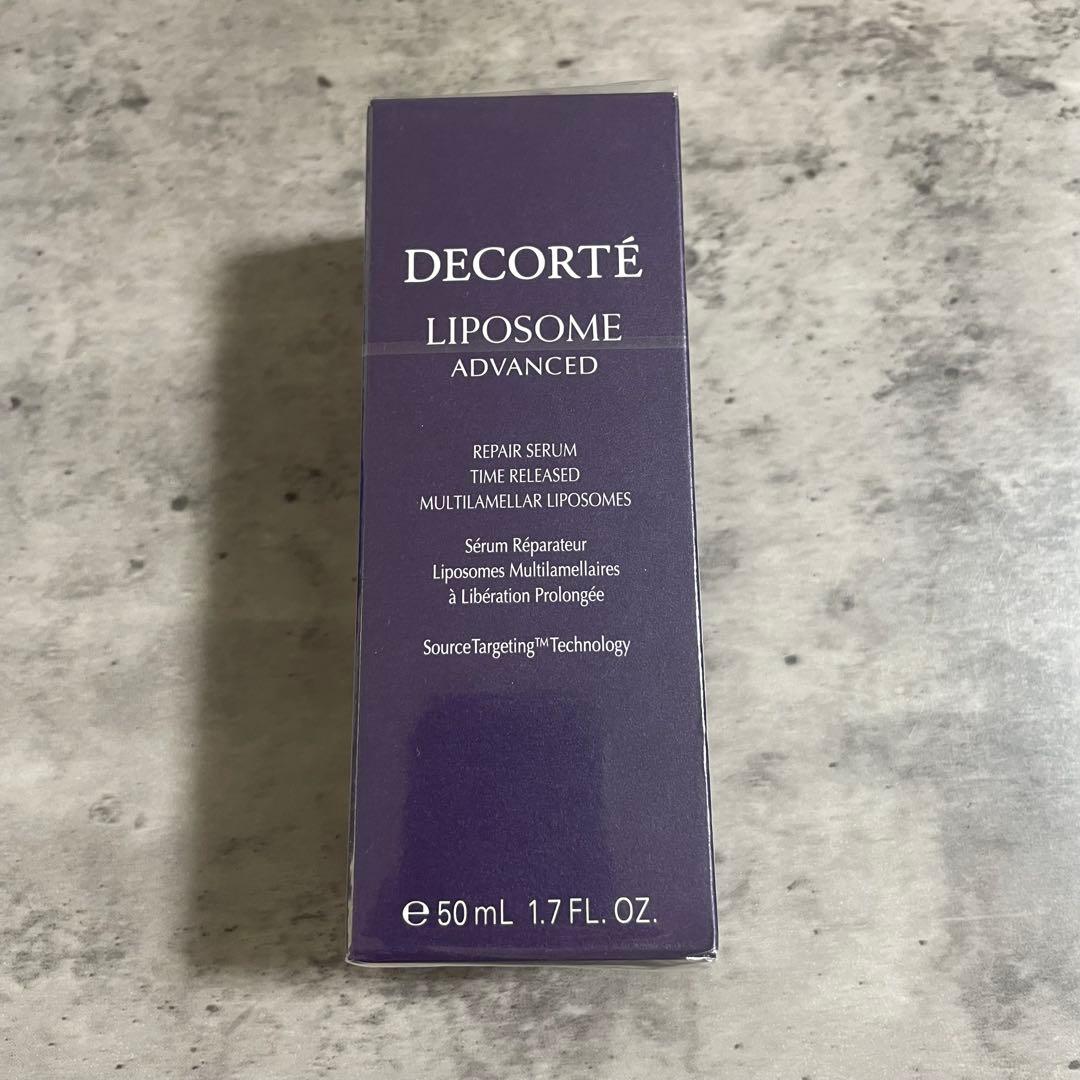 DECORTÉ
LIPOSOME
ADVANCED
REPAIR SERUM
TIME RELEASED
MULTILAMELLAR LIPOSOMES
Sérum Réparateur
Liposomes Multilamellaires
à Libération Prolongée
SourceTargeting™Technology
℮ 50 mL 1.7 FL. OZ.